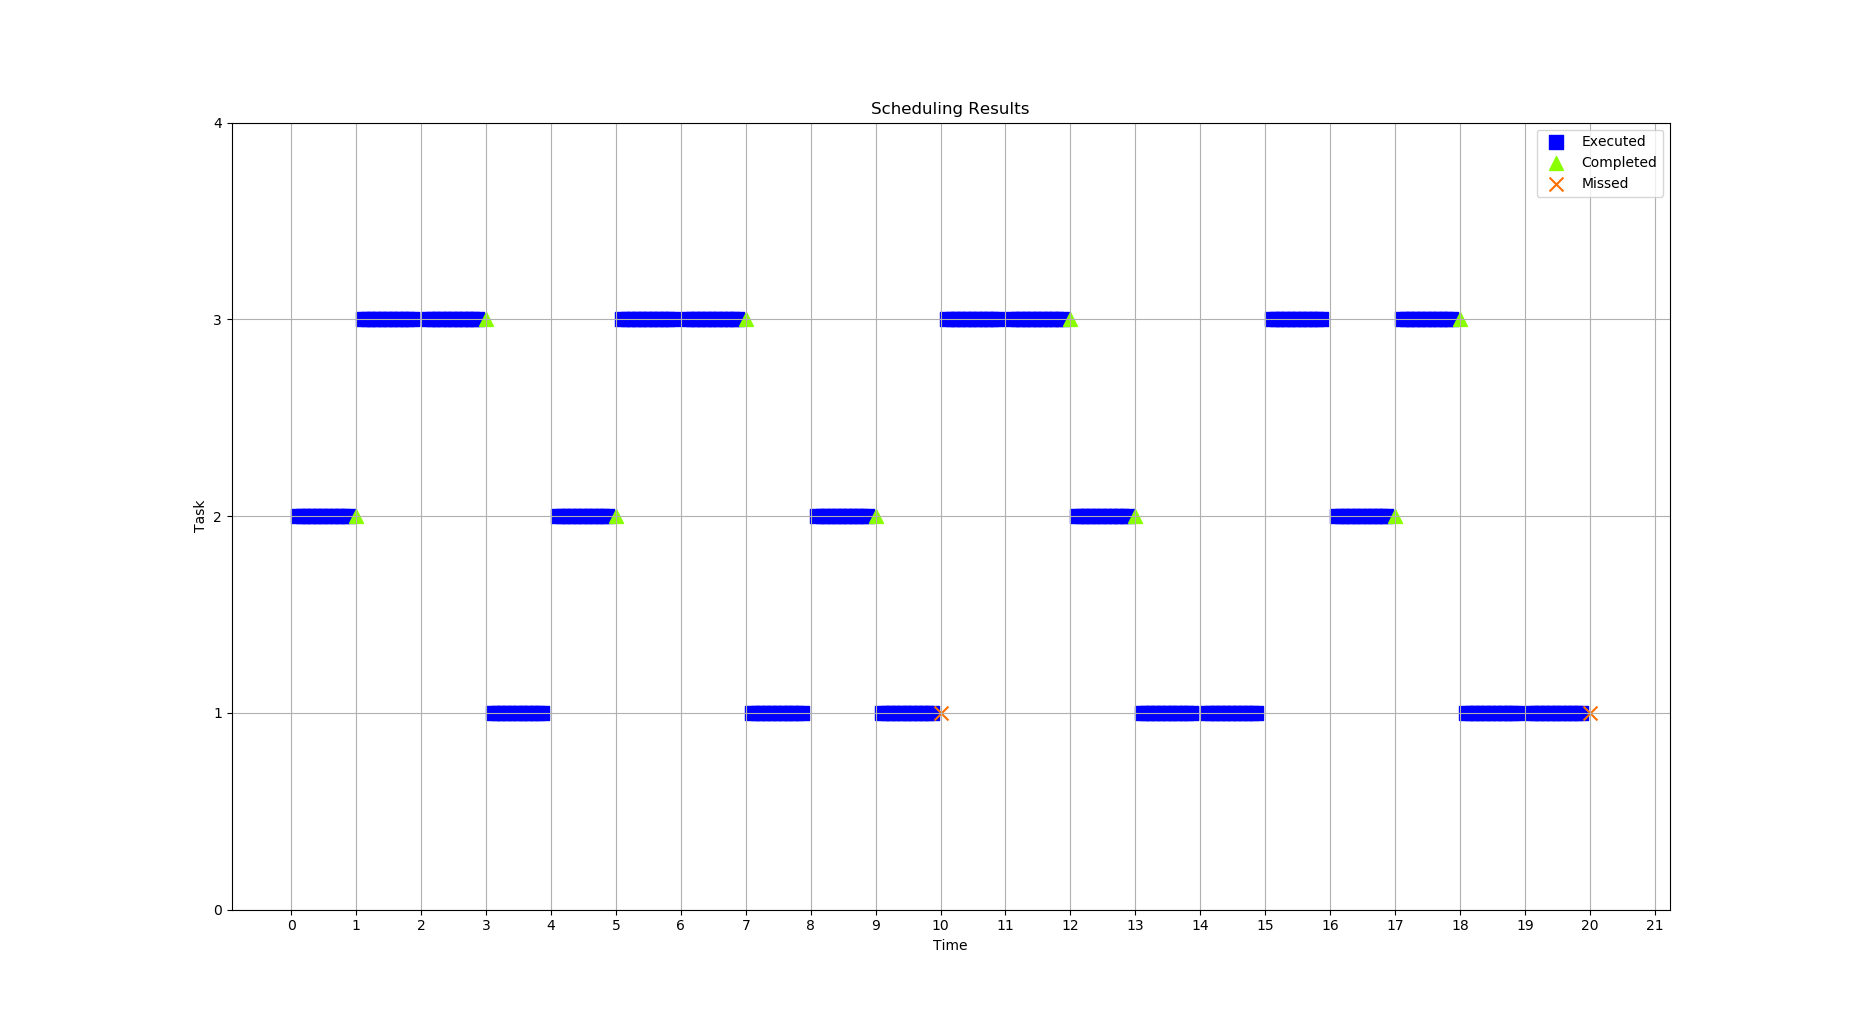 Scheduling Results
Executed
Completed
Missed
4
3
2
1
0
Task
0 1 2 3 4 5 6 7 8 9 10 11 12 13 14 15 16 17 18 19 20 21
Time